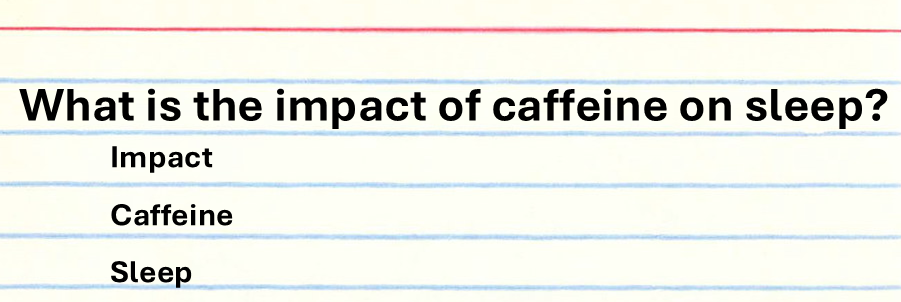 What is the impact of caffeine on sleep?
Impact
Caffeine
Sleep